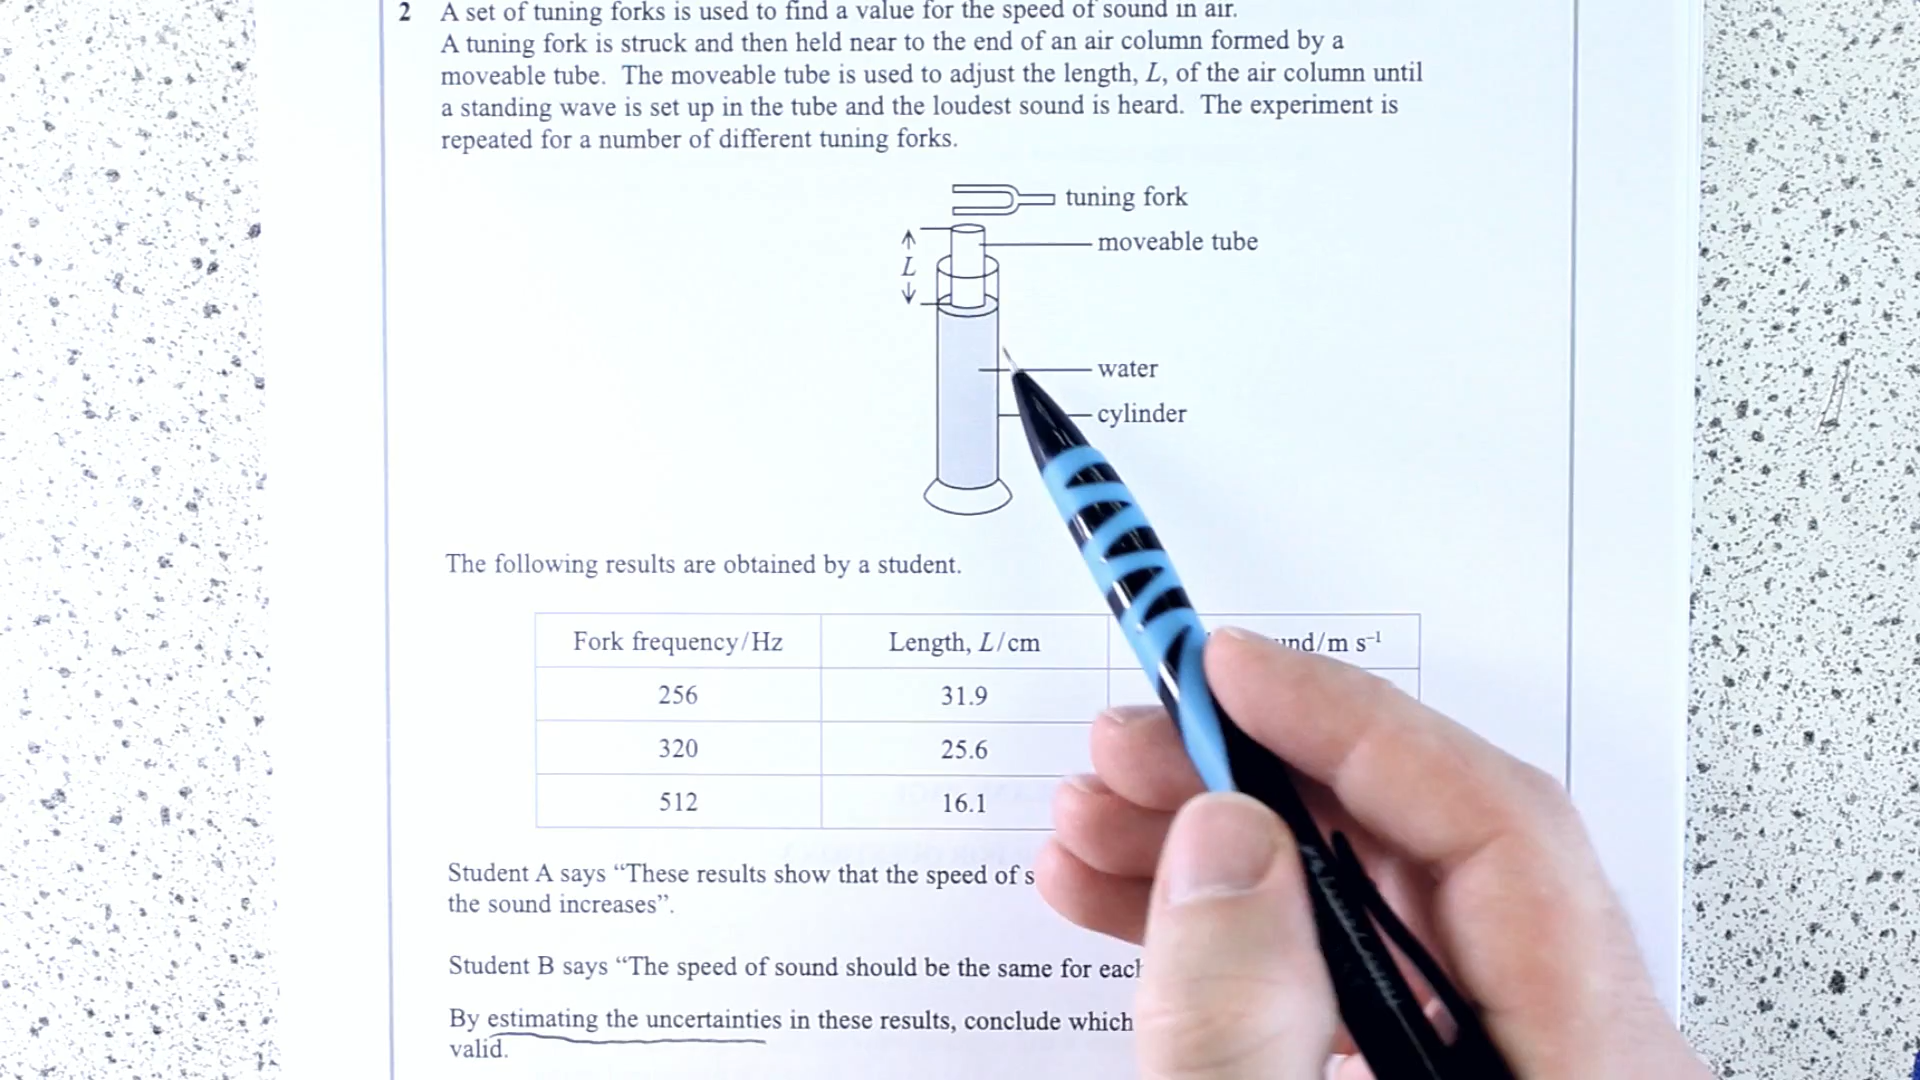 2 A set of tuning forks is used to find a value for the speed of sound in air.
A tuning fork is struck and then held near to the end of an air column formed by a
moveable tube. The moveable tube is used to adjust the length, L, of the air column until
a standing wave is set up in the tube and the loudest sound is heard. The experiment is
repeated for a number of different tuning forks.
tuning fork
moveable tube
L
water
cylinder
The following results are obtained by a student.
Fork frequency/Hz Length, L/cm /m s⁻¹
256 31.9
320 25.6
512 16.1
Student A says “These results show that the speed of
the sound increases”.
Student B says “The speed of sound should be the same for
By estimating the uncertainties in these results, conclude which
valid.